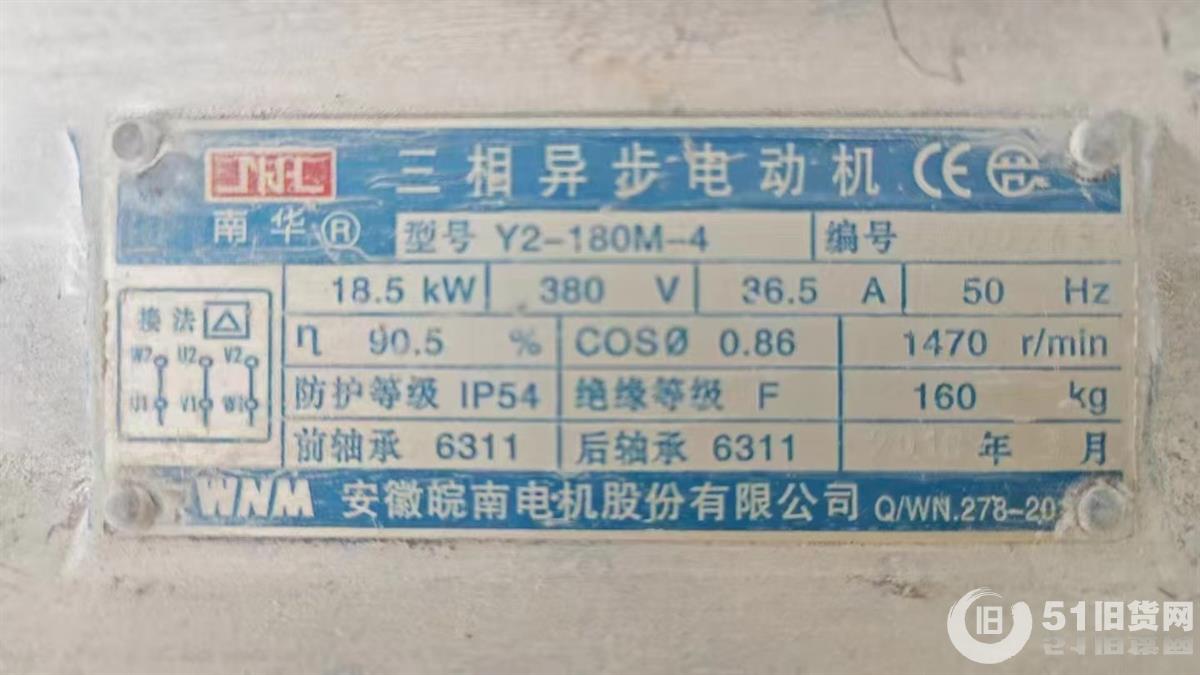 三相异步电动机 CE
南华®
型号 Y2-180M-4 编号
18.5 kW 380 V 36.5 A 50 Hz
接法 △
η 90.5 % COSØ 0.86 1470 r/min
W2 U2 V2
U1 V1 W1
防护等级 IP54 绝缘等级 F 160 kg
前轴承 6311 后轴承 6311 年 月
WNM 安徽皖南电机股份有限公司 Q/WN.278-20
51旧货网